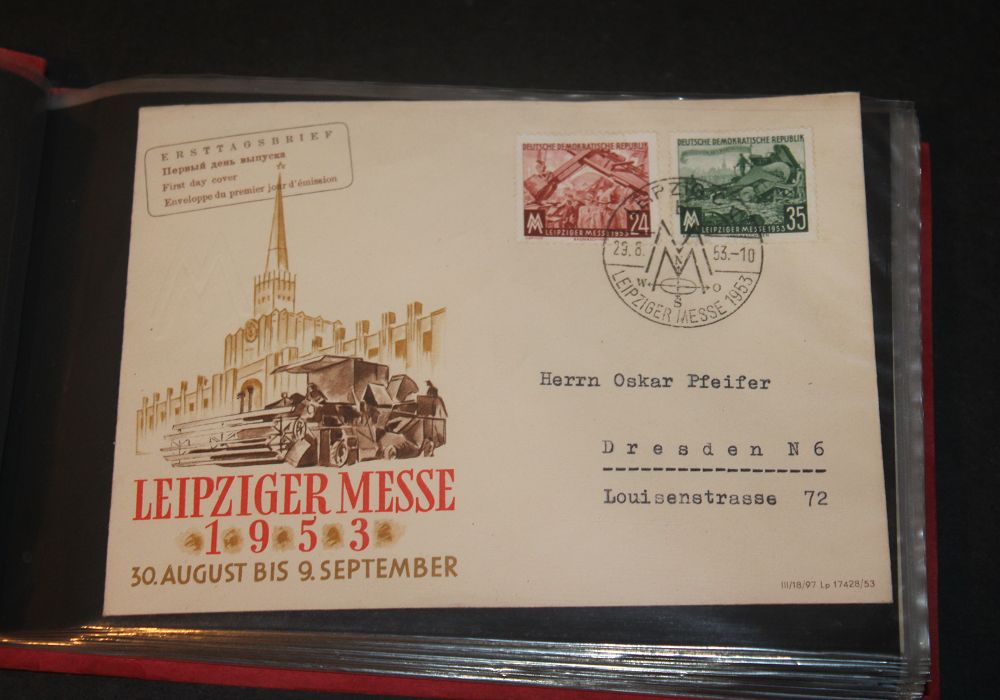 ERSTTAGSBRIEF
Первый день выпуска
First day cover
Enveloppe du premier jour d'émission
DEUTSCHE DEMOKRATISCHE REPUBLIK
24
LEIPZIGER MESSE 1953
DEUTSCHE DEMOKRATISCHE REPUBLIK
35
LEIPZIGER MESSE 1953
LEIPZIG C
29.8. 53.-10
N
W O
S
LEIPZIGER MESSE 1953
Herrn Oskar Pfeifer
Dresden N6
Louisenstrasse 72
LEIPZIGER MESSE
1953
30. AUGUST BIS 9. SEPTEMBER
III/18/97 Lp 17428/53